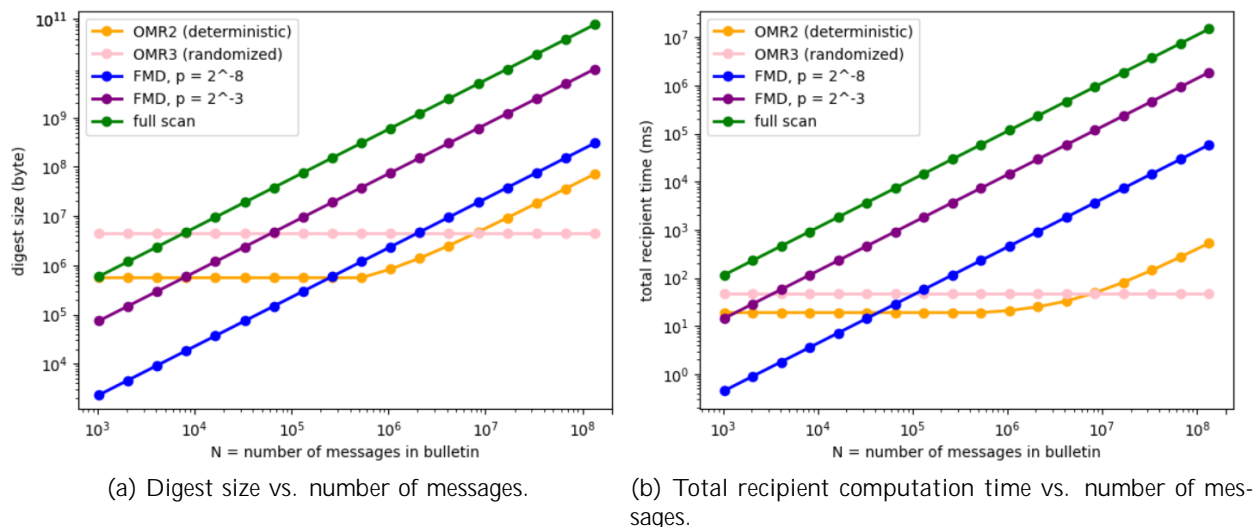 10^11
10^9
10^8
10^7
10^6
10^5
10^4
digest size (byte)
OMR2 (deterministic)
OMR3 (randomized)
FMD, p = 2^-8
FMD, p = 2^-3
full scan
10^3 10^4 10^5 10^6 10^7 10^8
N = number of messages in bulletin
(a) Digest size vs. number of messages.
10^7
10^6
10^5
10^4
10^3
10^2
10^1
10^0
total recipient time (ms)
OMR2 (deterministic)
OMR3 (randomized)
FMD, p = 2^-8
FMD, p = 2^-3
full scan
10^3 10^4 10^5 10^6 10^7 10^8
N = number of messages in bulletin
(b) Total recipient computation time vs. number of mes-
sages.